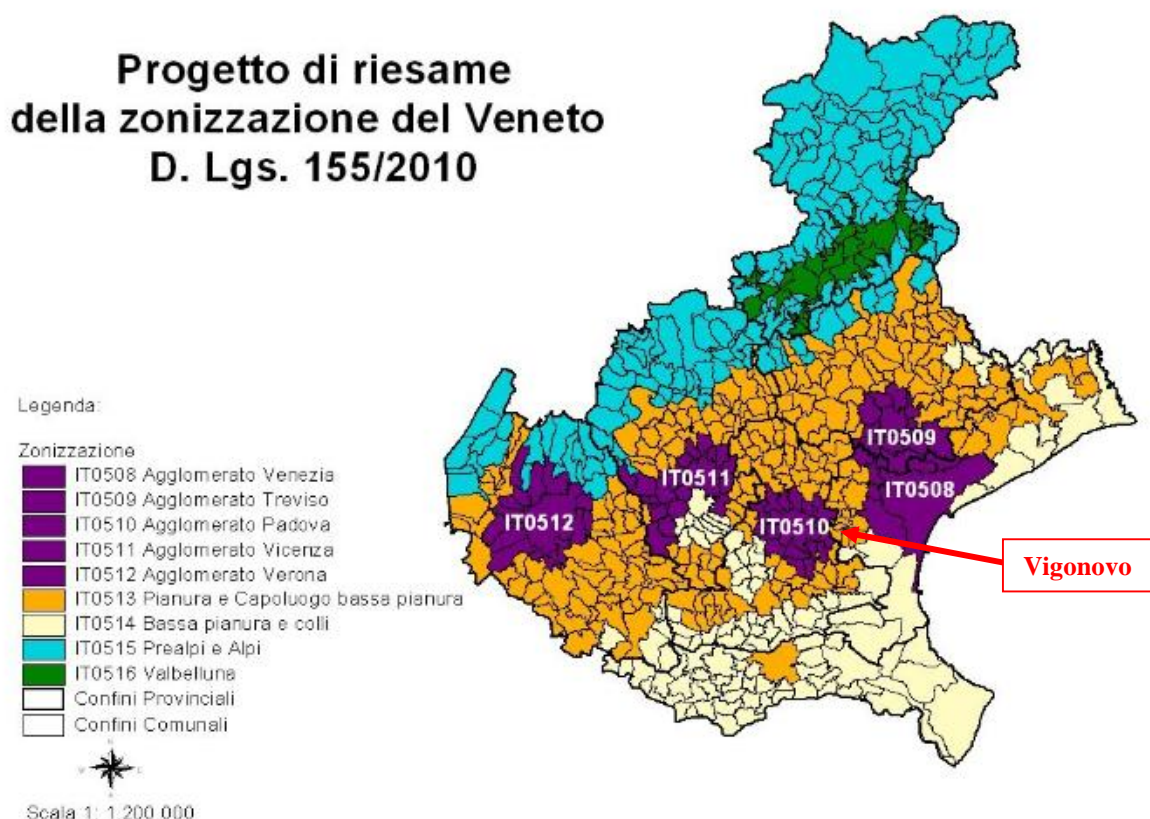 Progetto di riesame
della zonizzazione del Veneto
D. Lgs. 155/2010
Legenda:
Zonizzazione
IT0508 Agglomerato Venezia
IT0509 Agglomerato Treviso
IT0510 Agglomerato Padova
IT0511 Agglomerato Vicenza
IT0512 Agglomerato Verona
IT0513 Pianura e Capoluogo bassa pianura
IT0514 Bassa pianura e colli
IT0515 Prealpi e Alpi
IT0516 Valbelluna
Confini Provinciali
Confini Comunali
Scala 1: 1.200.000
IT0509
IT0511
IT0508
IT0512
IT0510
Vigonovo